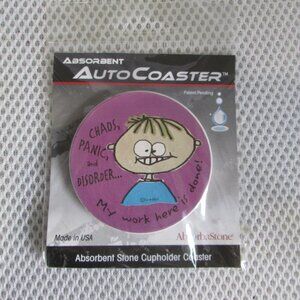 ABSORBENT
AUTOCOASTER™
Patent Pending
CHAOS,
PANIC,
and
DISORDER...
My work here is done!
Made in USA
AbsorbaStone
Absorbent Stone Cupholder Coaster